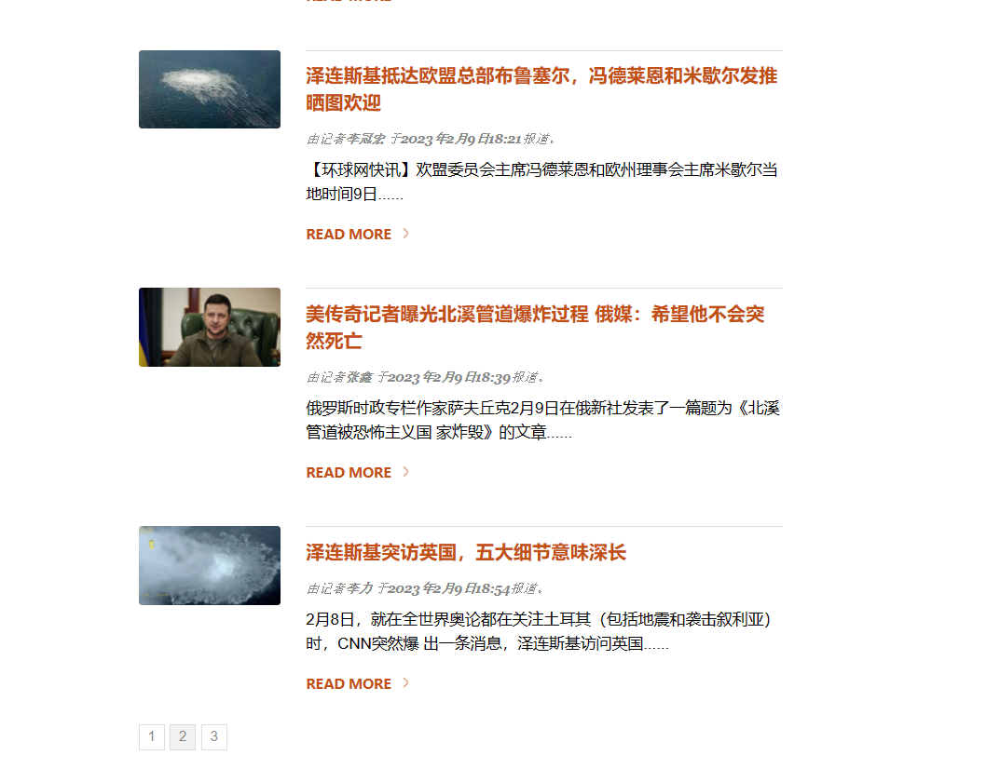 READ MORE
泽连斯基抵达欧盟总部布鲁塞尔，冯德莱恩和米歇尔发推
晒图欢迎
由记者李冠宏 于2023年2月9日18:21报道。
【环球网快讯】欢盟委员会主席冯德莱恩和欧州理事会主席米歇尔当
地时间9日......
READ MORE
美传奇记者曝光北溪管道爆炸过程 俄媒：希望他不会突
然死亡
由记者张鑫 于2023年2月9日18:39报道。
俄罗斯时政专栏作家萨夫丘克2月9日在俄新社发表了一篇题为《北溪
管道被恐怖主义国 家炸毁》的文章......
READ MORE
泽连斯基突访英国，五大细节意味深长
由记者李力 于2023年2月9日18:54报道。
2月8日，就在全世界奥论都在关注土耳其（包括地震和袭击叙利亚）
时，CNN突然爆 出一条消息，泽连斯基访问英国......
READ MORE
1 2 3